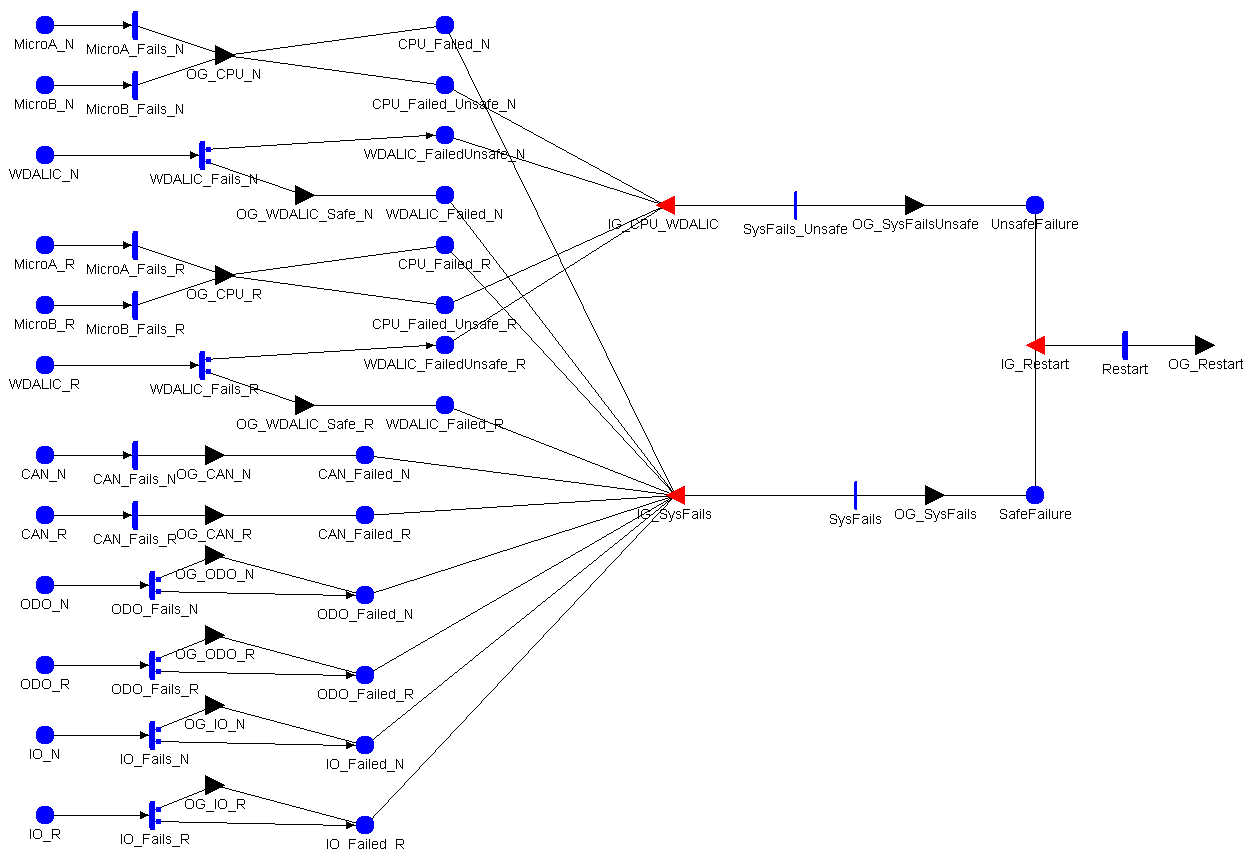 MicroA_N
MicroA_Fails_N
OG_CPU_N
CPU_Failed_N
MicroB_N
MicroB_Fails_N
CPU_Failed_Unsafe_N
WDALIC_N
WDALIC_Fails_N
WDALIC_FailedUnsafe_N
OG_WDALIC_Safe_N
WDALIC_Failed_N
IG_CPU_WDALIC
SysFails_Unsafe
OG_SysFailsUnsafe
UnsafeFailure
MicroA_R
MicroA_Fails_R
OG_CPU_R
CPU_Failed_R
MicroB_R
MicroB_Fails_R
CPU_Failed_Unsafe_R
WDALIC_R
WDALIC_Fails_R
WDALIC_FailedUnsafe_R
IG_Restart
Restart
OG_Restart
OG_WDALIC_Safe_R
WDALIC_Failed_R
CAN_N
CAN_Fails_N
OG_CAN_N
CAN_Failed_N
CAN_R
CAN_Fails_R
OG_CAN_R
CAN_Failed_R
IG_SysFails
SysFails
OG_SysFails
SafeFailure
ODO_N
ODO_Fails_N
OG_ODO_N
ODO_Failed_N
ODO_R
ODO_Fails_R
OG_ODO_R
ODO_Failed_R
IO_N
IO_Fails_N
OG_IO_N
IO_Failed_N
IO_R
IO_Fails_R
OG_IO_R
IO_Failed_R